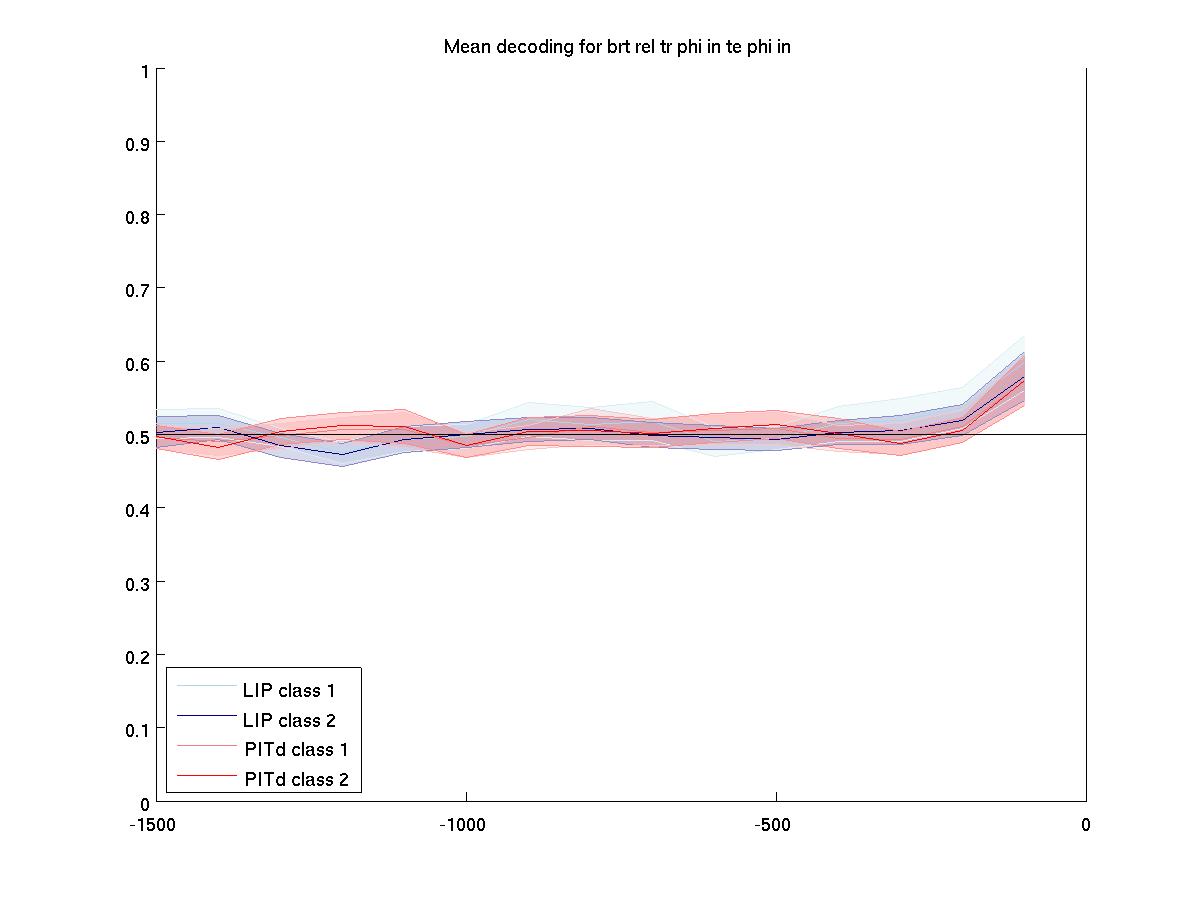 Mean decoding for brt rel tr phi in te phi in
1
0.9
0.8
0.7
0.6
0.5
0.4
0.3
0.2
0.1
0
LIP class 1
LIP class 2
PITd class 1
PITd class 2
-1500 -1000 -500 0